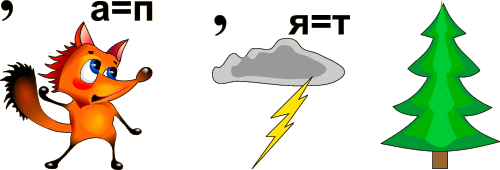 , а=п , я=т